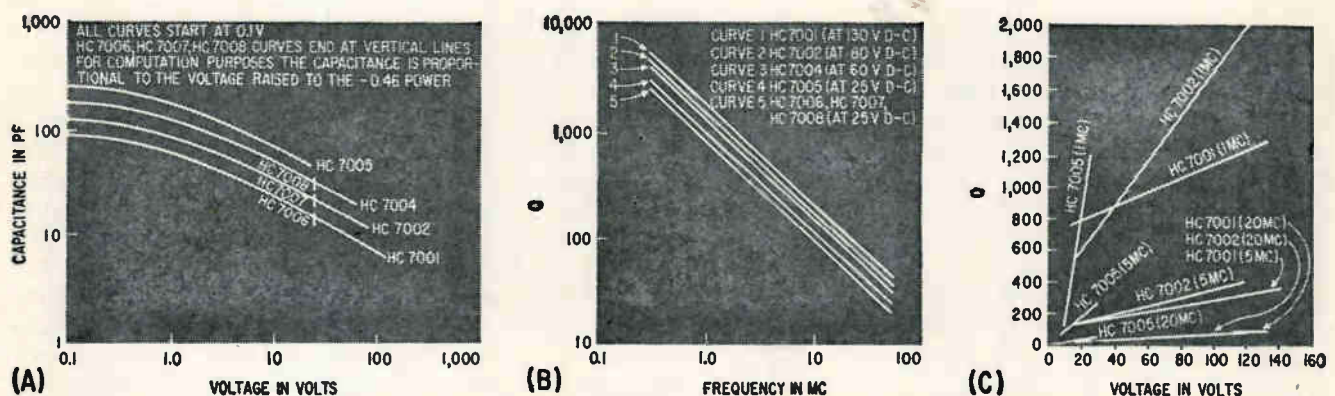 ALL CURVES START AT 0.1V
HC 7006, HC 7007, HC 7008 CURVES END AT VERTICAL LINES
FOR COMPUTATION PURPOSES THE CAPACITANCE IS PROPOR-
TIONAL TO THE VOLTAGE RAISED TO THE -0.46 POWER
1,000
100
10
1
CAPACITANCE IN PF
HC 7005
HC 7008
HC 7004
HC 7007
HC 7002
HC 7006
HC 7001
0.1
1.0
10
100
1,000
(A)
VOLTAGE IN VOLTS
10,000
1,000
100
10
Q
1
2
3
4
5
CURVE 1 HC 7001 (AT 130 V D-C)
CURVE 2 HC 7002 (AT 80 V D-C)
CURVE 3 HC 7004 (AT 60 V D-C)
CURVE 4 HC 7005 (AT 25 V D-C)
CURVE 5 HC 7006, HC 7007,
HC 7008 (AT 25V D-C)
0.1
1.0
10
100
(B)
FREQUENCY IN MC
2,000
1,800
1,600
1,400
1,200
1,000
800
600
400
200
0
Q
HC 7005 (1MC)
HC 7002 (1MC)
HC 7001 (1MC)
HC 7001 (20MC)
HC 7002 (20MC)
HC 7001 (5MC)
HC 7005 (5MC)
HC 7002 (5MC)
HC 7005 (20MC)
0
20
40
60
80
100
120
140
160
(C)
VOLTAGE IN VOLTS